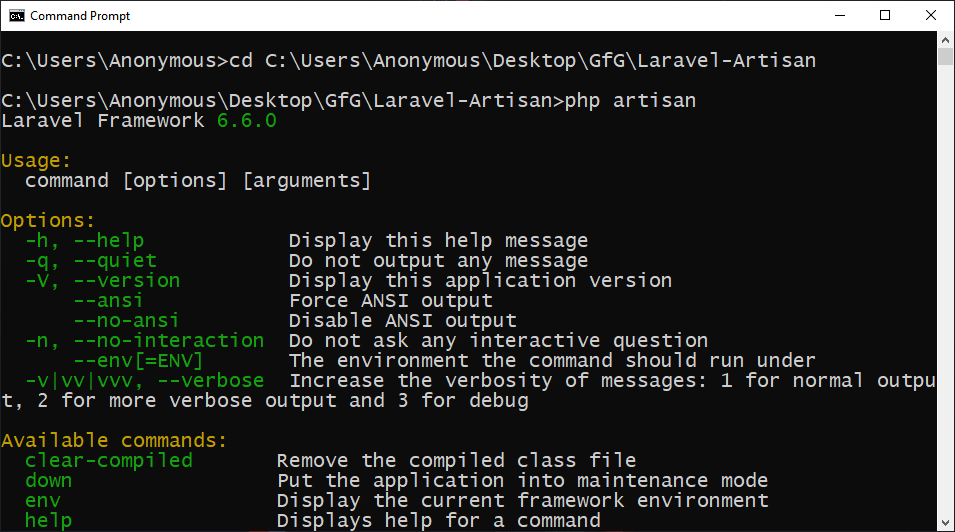 Command Prompt
C:\Users\Anonymous>cd C:\Users\Anonymous\Desktop\GfG\Laravel-Artisan
C:\Users\Anonymous\Desktop\GfG\Laravel-Artisan>php artisan
Laravel Framework 6.6.0
Usage:
  command [options] [arguments]
Options:
  -h, --help            Display this help message
  -q, --quiet           Do not output any message
  -V, --version         Display this application version
      --ansi            Force ANSI output
      --no-ansi         Disable ANSI output
  -n, --no-interaction  Do not ask any interactive question
      --env[=ENV]       The environment the command should run under
  -v|vv|vvv, --verbose  Increase the verbosity of messages: 1 for normal outpu
t, 2 for more verbose output and 3 for debug
Available commands:
  clear-compiled       Remove the compiled class file
  down                 Put the application into maintenance mode
  env                  Display the current framework environment
  help                 Displays help for a command